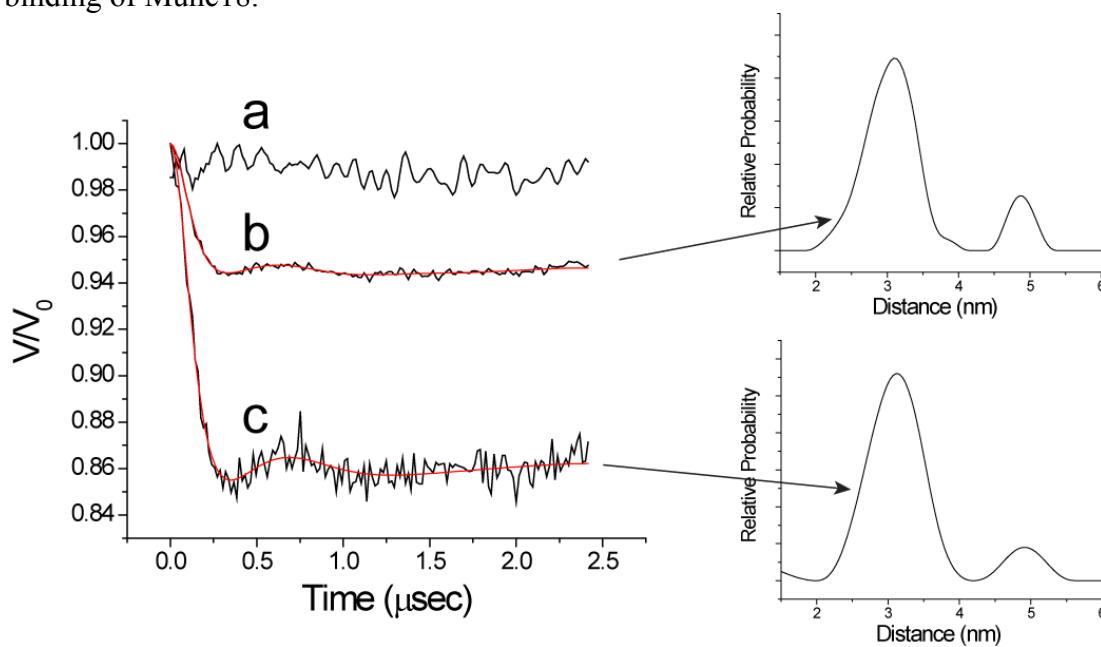 binding of Munc18.
a
b
c
1.00
0.98
0.96
0.94
0.92
0.90
0.88
0.86
0.84
V/V0
0.0 0.5 1.0 1.5 2.0 2.5
Time (μsec)
Relative Probability
2 3 4 5 6
Distance (nm)
Relative Probability
2 3 4 5 6
Distance (nm)